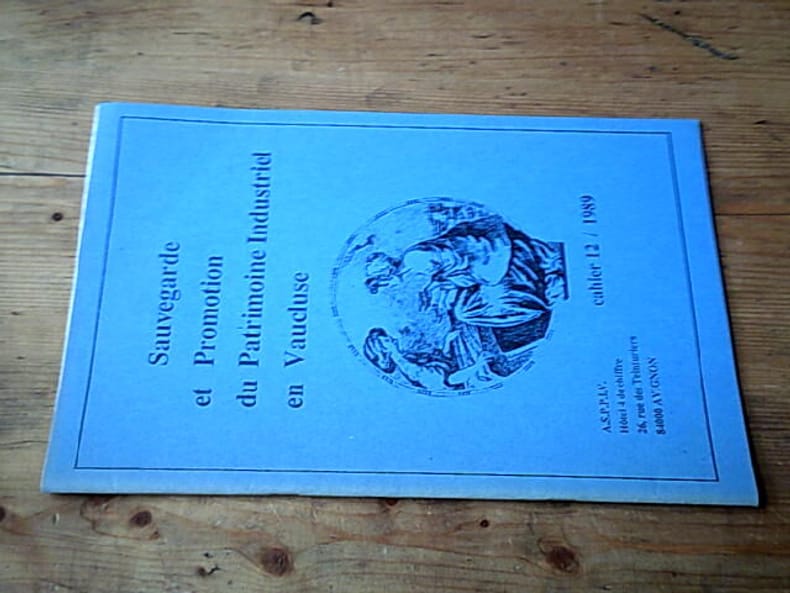 Sauvegarde
et Promotion
du Patrimoine Industriel
en Vaucluse
cahier 12 / 1989
A.S.P.P.I.V.
Hôtel 4 de chiffre
26, rue des Teinturiers
84000 AVIGNON